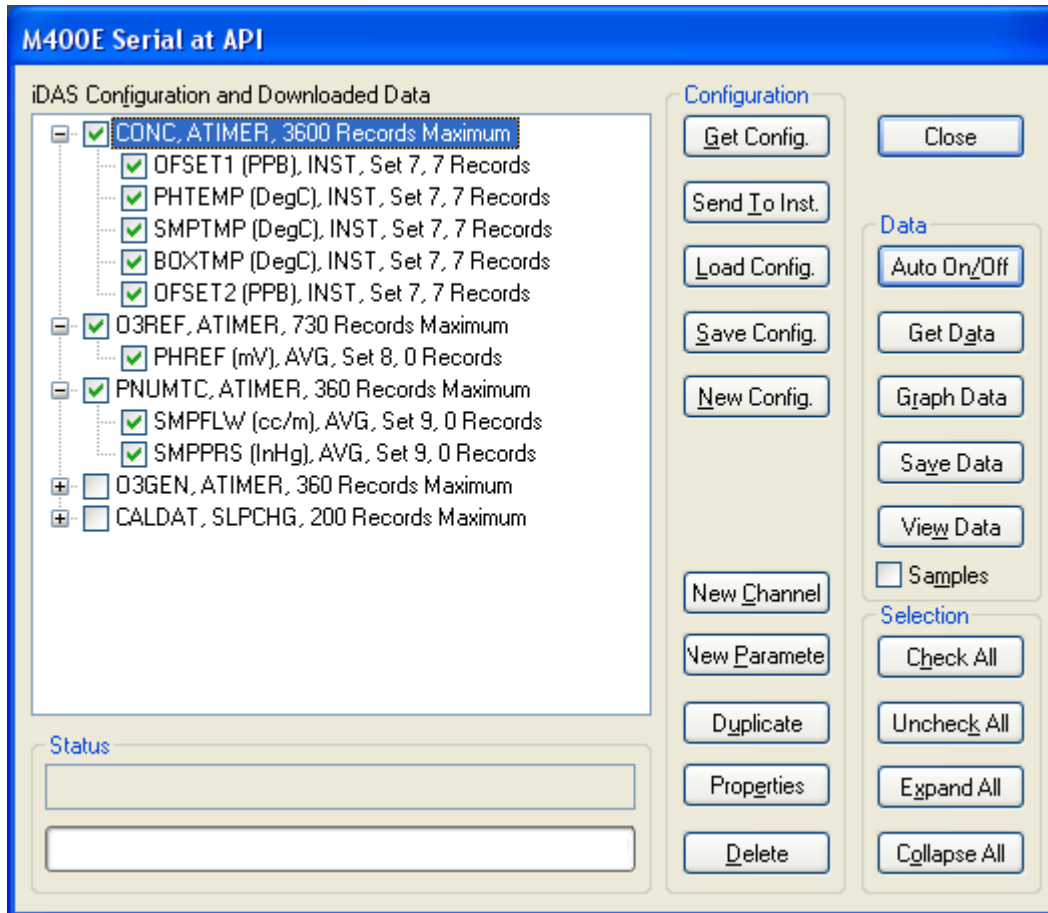 M400E Serial at API
iDAS Configuration and Downloaded Data
CONC, ATIMER, 3600 Records Maximum
OFSET1 (PPB), INST, Set 7, 7 Records
PHTEMP (DegC), INST, Set 7, 7 Records
SMPTMP (DegC), INST, Set 7, 7 Records
BOXTMP (DegC), INST, Set 7, 7 Records
OFSET2 (PPB), INST, Set 7, 7 Records
O3REF, ATIMER, 730 Records Maximum
PHREF (mV), AVG, Set 8, 0 Records
PNUMTC, ATIMER, 360 Records Maximum
SMPFLW (cc/m), AVG, Set 9, 0 Records
SMPPRS (InHg), AVG, Set 9, 0 Records
O3GEN, ATIMER, 360 Records Maximum
CALDAT, SLPCHG, 200 Records Maximum
Status
Configuration
Get Config.
Send To Inst.
Load Config.
Save Config.
New Config.
New Channel
New Paramete
Duplicate
Properties
Delete
Close
Data
Auto On/Off
Get Data
Graph Data
Save Data
View Data
Samples
Selection
Check All
Uncheck All
Expand All
Collapse All